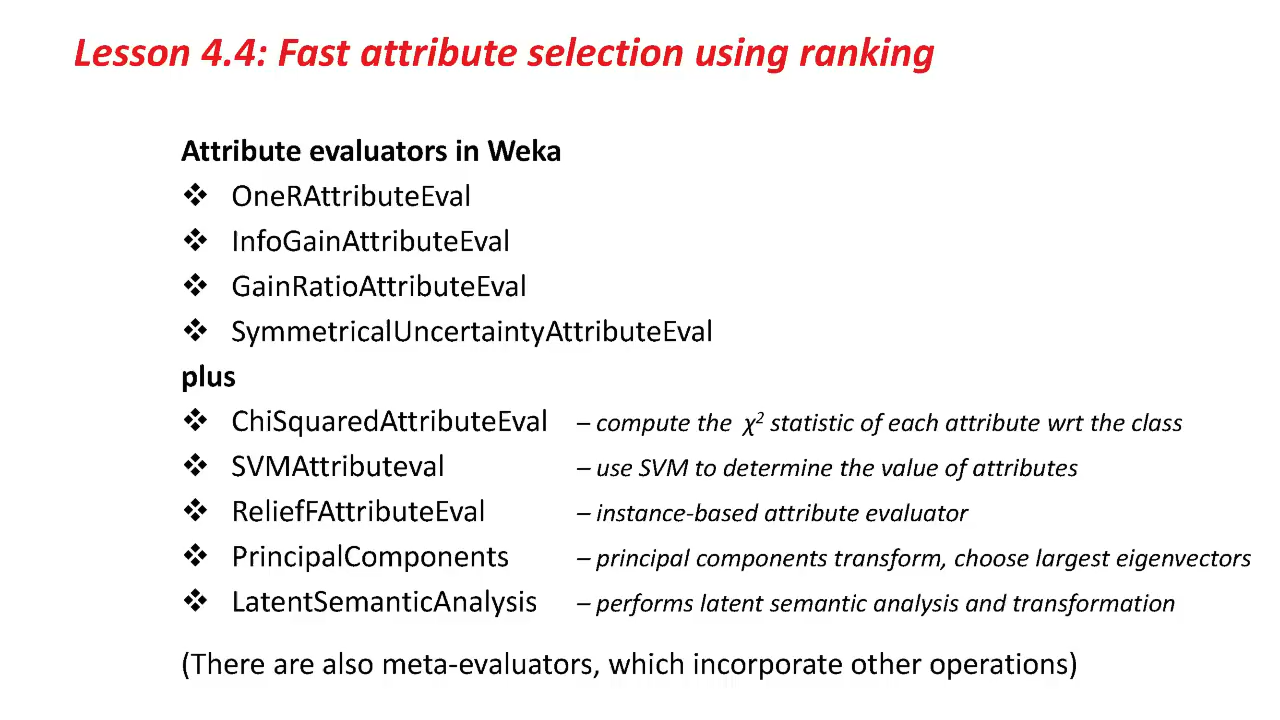 Lesson 4.4: Fast attribute selection using ranking
Attribute evaluators in Weka
❖ OneRAttributeEval
❖ InfoGainAttributeEval
❖ GainRatioAttributeEval
❖ SymmetricalUncertaintyAttributeEval
plus
❖ ChiSquaredAttributeEval – compute the χ² statistic of each attribute wrt the class
❖ SVMAttributeval – use SVM to determine the value of attributes
❖ ReliefFAttributeEval – instance-based attribute evaluator
❖ PrincipalComponents – principal components transform, choose largest eigenvectors
❖ LatentSemanticAnalysis – performs latent semantic analysis and transformation
(There are also meta-evaluators, which incorporate other operations)